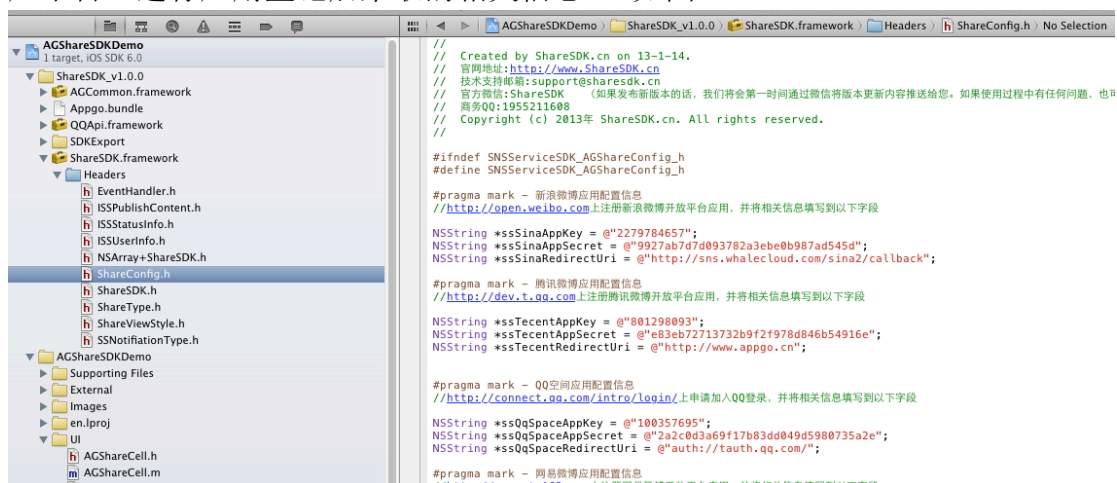 AGShareSDKDemo 〉 ShareSDK_v1.0.0 〉 ShareSDK.framework 〉 Headers 〉 h ShareConfig.h 〉 No Selection
AGShareSDKDemo
1 target, iOS SDK 6.0
ShareSDK_v1.0.0
AGCommon.framework
Appgo.bundle
QQApi.framework
SDKExport
ShareSDK.framework
Headers
h EventHandler.h
h ISSPublishContent.h
h ISSStatusInfo.h
h ISSUserInfo.h
h NSArray+ShareSDK.h
h ShareConfig.h
h ShareSDK.h
h ShareType.h
h ShareViewStyle.h
h SSNotifiationType.h
AGShareSDKDemo
Supporting Files
External
Images
en.lproj
UI
h AGShareCell.h
m AGShareCell.m
//
// Created by ShareSDK.cn on 13-1-14.
// 官网地址:http://www.ShareSDK.cn
// 技术支持邮箱:support@sharesdk.cn
// 官方微信:ShareSDK （如果发布新版本的话，我们将会第一时间通过微信将版本更新内容推送给您。如果使用过程中有任何问题，也可
// 商务QQ:1955211608
// Copyright (c) 2013年 ShareSDK.cn. All rights reserved.
//
#ifndef SNSServiceSDK_AGShareConfig_h
#define SNSServiceSDK_AGShareConfig_h
#pragma mark - 新浪微博应用配置信息
//http://open.weibo.com上注册新浪微博开放平台应用，并将相关信息填写到以下字段
NSString *ssSinaAppKey = @"2279784657";
NSString *ssSinaAppSecret = @"9927ab7d7d093782a3ebe0b987ad545d";
NSString *ssSinaRedirectUri = @"http://sns.whalecloud.com/sina2/callback";
#pragma mark - 腾讯微博应用配置信息
//http://dev.t.qq.com上注册腾讯微博开放平台应用，并将相关信息填写到以下字段
NSString *ssTecentAppKey = @"801298093";
NSString *ssTecentAppSecret = @"e83eb72713732b9f2f978d846b54916e";
NSString *ssTecentRedirectUri = @"http://www.appgo.cn";
#pragma mark - QQ空间应用配置信息
//http://connect.qq.com/intro/login/上申请加入QQ登录，并将相关信息填写到以下字段
NSString *ssQqSpaceAppKey = @"100357695";
NSString *ssQqSpaceAppSecret = @"2a2c0d3a69f17b83dd049d5980735a2e";
NSString *ssQqSpaceRedirectUri = @"auth://tauth.qq.com/";
#pragma mark - 网易微博应用配置信息